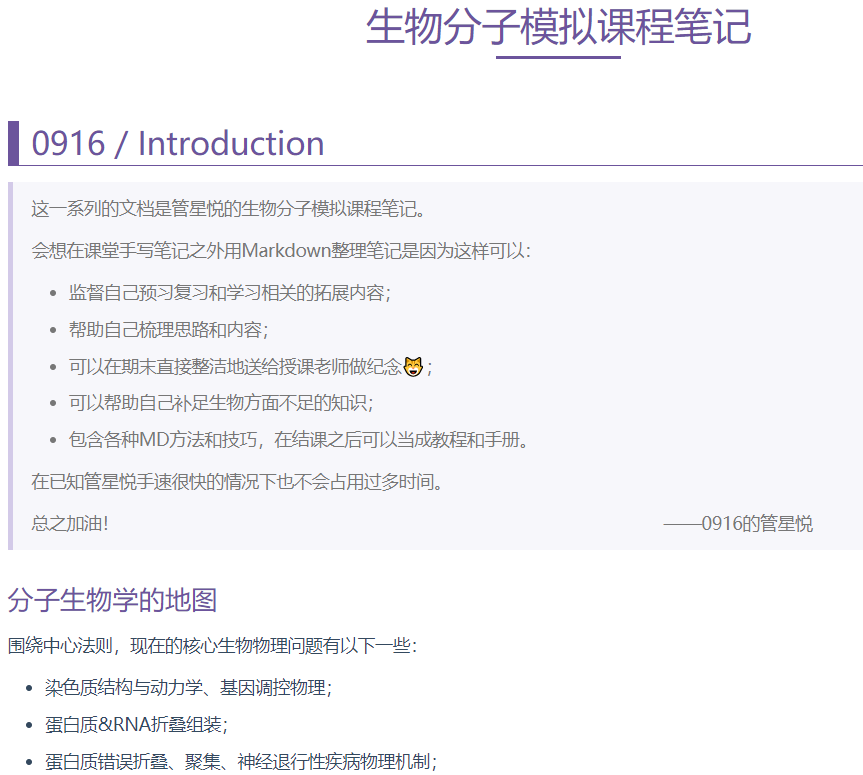 生物分子模拟课程笔记
0916 / Introduction
这一系列的文档是管星悦的生物分子模拟课程笔记。
会想在课堂手写笔记之外用Markdown整理笔记是因为这样可以：
• 监督自己预习复习和学习相关的拓展内容；
• 帮助自己梳理思路和内容；
• 可以在期末直接整洁地送给授课老师做纪念😸；
• 可以帮助自己补足生物方面不足的知识；
• 包含各种MD方法和技巧，在结课之后可以当成教程和手册。
在已知管星悦手速很快的情况下也不会占用过多时间。
总之加油！ ——0916的管星悦
分子生物学的地图
围绕中心法则，现在的核心生物物理问题有以下一些：
• 染色质结构与动力学、基因调控物理；
• 蛋白质&RNA折叠组装；
• 蛋白质错误折叠、聚集、神经退行性疾病物理机制；